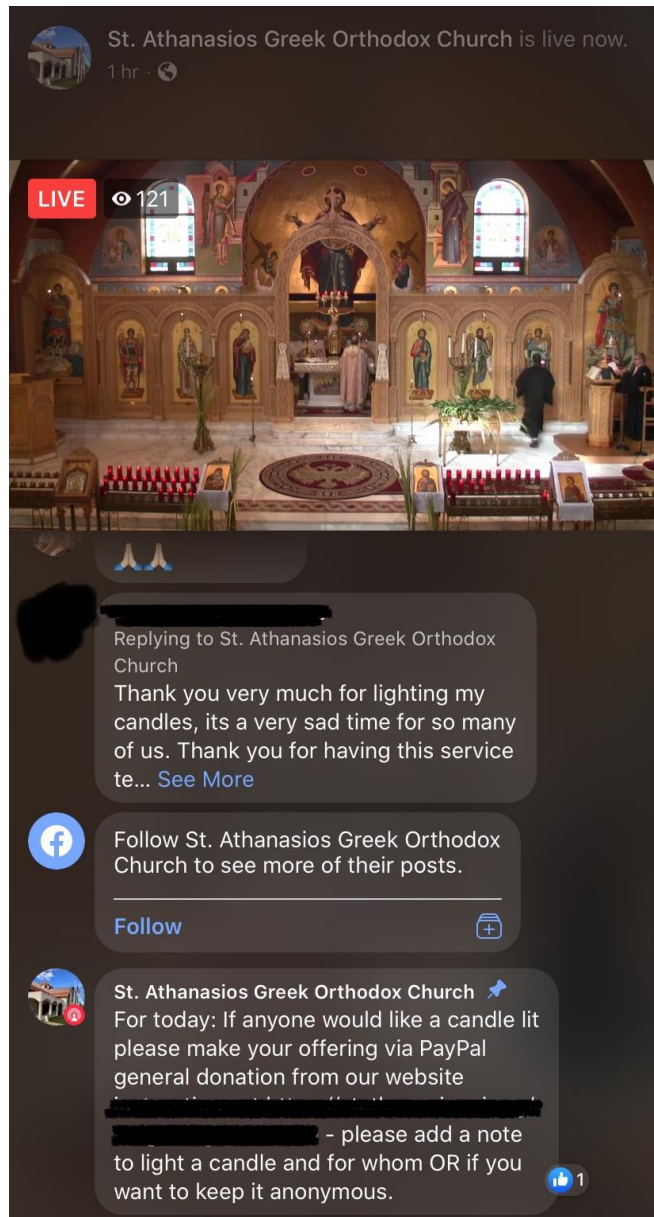 St. Athanasios Greek Orthodox Church is live now.
1 hr ·
LIVE 121
Replying to St. Athanasios Greek Orthodox
Church
Thank you very much for lighting my
candles, its a very sad time for so many
of us. Thank you for having this service
te... See More
Follow St. Athanasios Greek Orthodox
Church to see more of their posts.
Follow
St. Athanasios Greek Orthodox Church
For today: If anyone would like a candle lit
please make your offering via PayPal
general donation from our website
- please add a note
to light a candle and for whom OR if you
want to keep it anonymous.
1